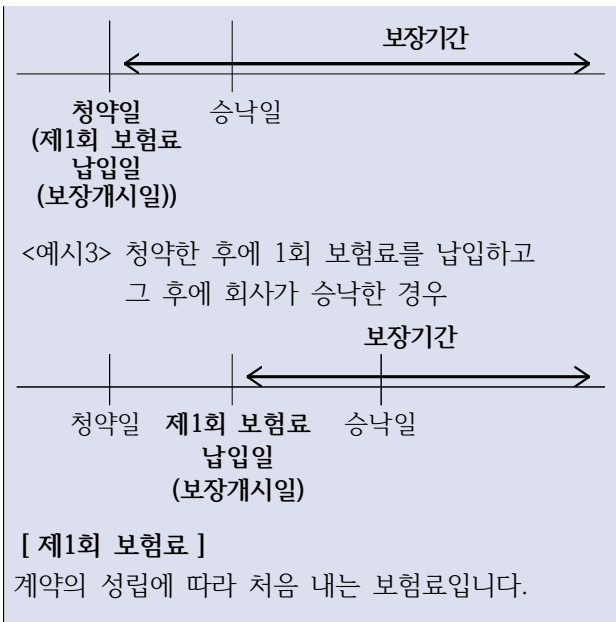 보장기간
청약일 승낙일
(제1회 보험료
납입일
(보장개시일))
<예시3> 청약한 후에 1회 보험료를 납입하고
그 후에 회사가 승낙한 경우
보장기간
청약일 제1회 보험료 승낙일
납입일
(보장개시일)
[ 제1회 보험료 ]
계약의 성립에 따라 처음 내는 보험료입니다.